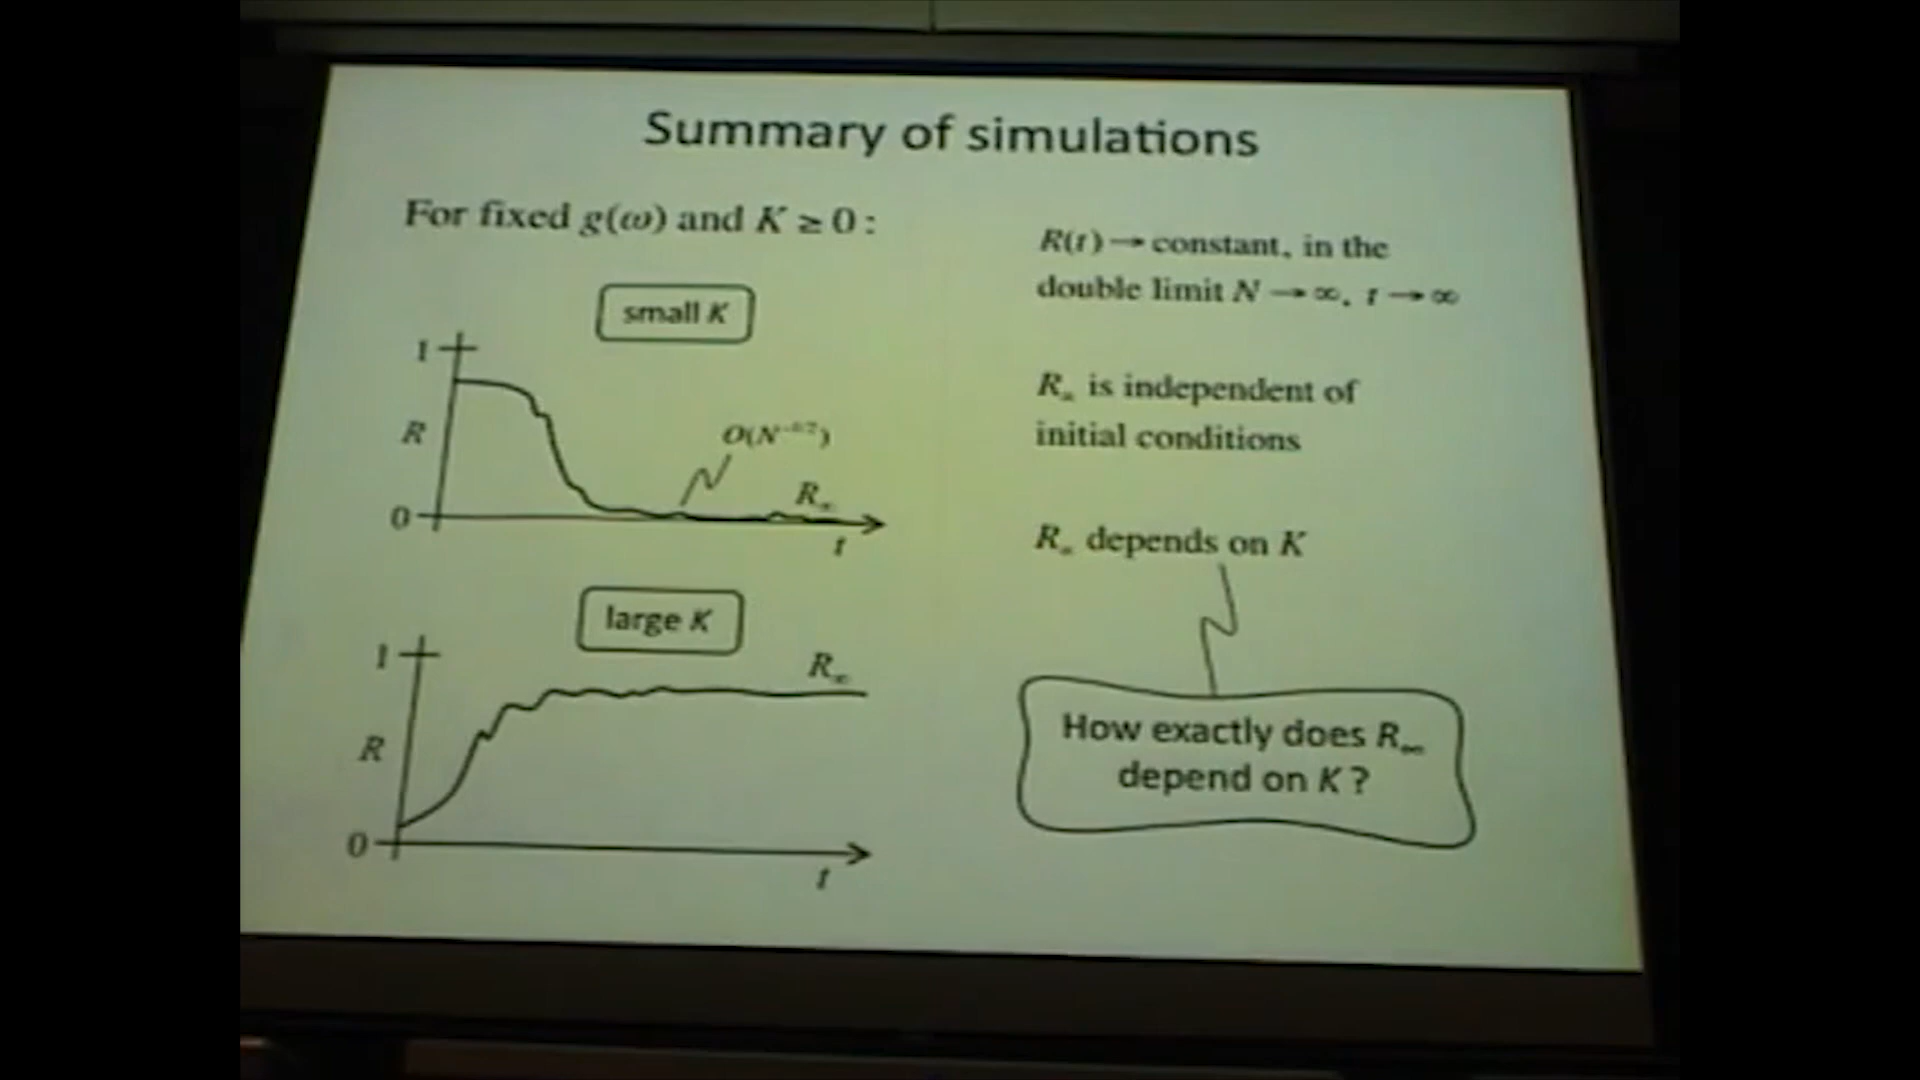 Summary of simulations
For fixed g(ω) and K ≥ 0 :
small K
1
R
O(N⁻¹ᐟ²)
R∞
0
t
large K
1
R∞
R
0
t
R(t) → constant, in the
double limit N → ∞, t → ∞
R∞ is independent of
initial conditions
R∞ depends on K
How exactly does R∞
depend on K ?